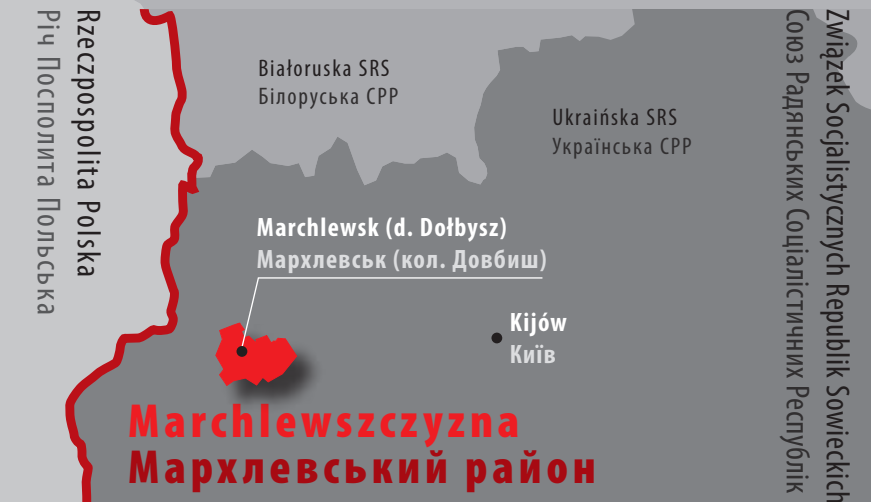 Rzeczpospolita Polska
Річ Посполита Польська
Białoruska SRS
Білоруська СРР
Ukraińska SRS
Українська СРР
Związek Socjalistycznych Republik Sowieckich
Союз Радянських Соціалістичних Республік
Marchlewsk (d. Dołbysz)
Мархлевськ (кол. Довбиш)
Kijów
Київ
Marchlewszczyzna
Мархлевський район